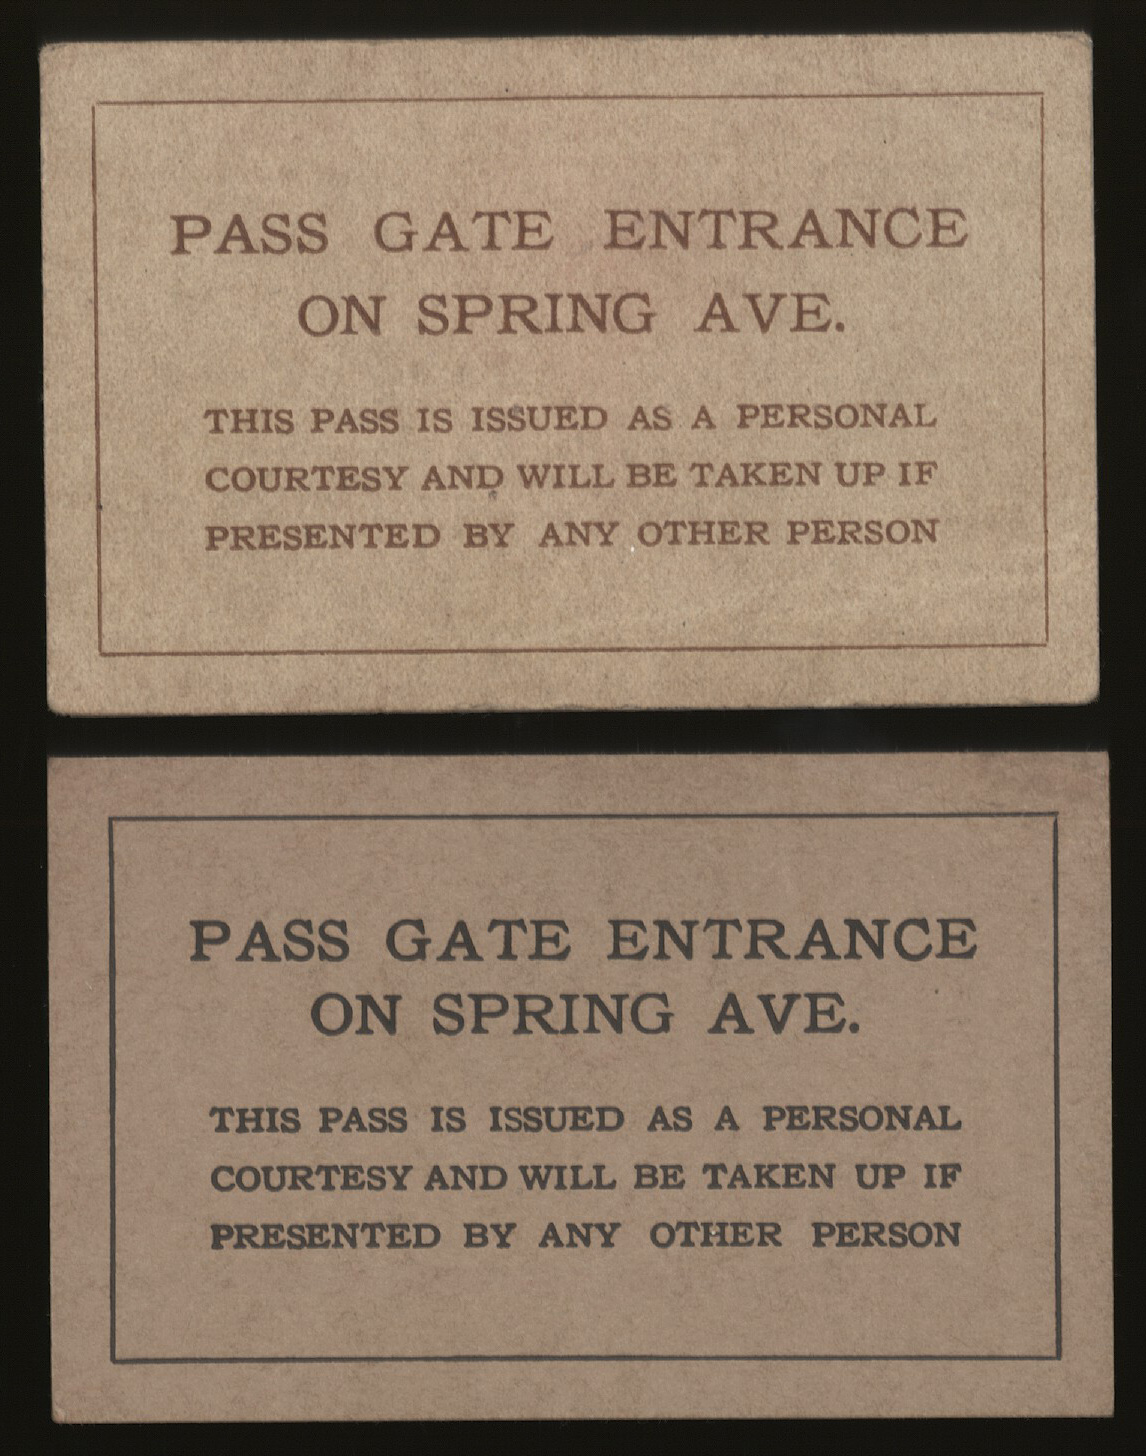 PASS GATE ENTRANCE
ON SPRING AVE.
THIS PASS IS ISSUED AS A PERSONAL
COURTESY AND WILL BE TAKEN UP IF
PRESENTED BY ANY OTHER PERSON
PASS GATE ENTRANCE
ON SPRING AVE.
THIS PASS IS ISSUED AS A PERSONAL
COURTESY AND WILL BE TAKEN UP IF
PRESENTED BY ANY OTHER PERSON